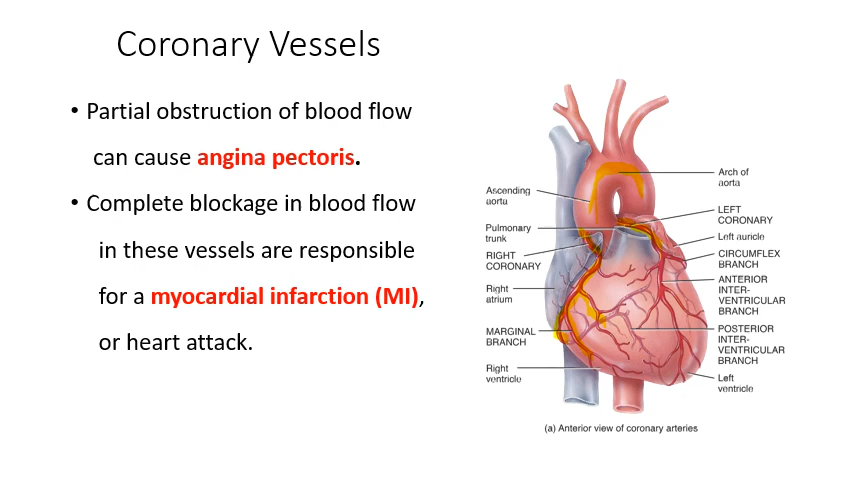 Coronary Vessels
• Partial obstruction of blood flow
can cause angina pectoris.
• Complete blockage in blood flow
in these vessels are responsible
for a myocardial infarction (MI),
or heart attack.
Ascending
aorta
Pulmonary
trunk
RIGHT
CORONARY
Right
atrium
MARGINAL
BRANCH
Right
ventricle
Arch of
aorta
LEFT
CORONARY
Left auricle
CIRCUMFLEX
BRANCH
ANTERIOR
INTER-
VENTRICULAR
BRANCH
POSTERIOR
INTER-
VENTRICULAR
BRANCH
Left
ventricle
(a) Anterior view of coronary arteries